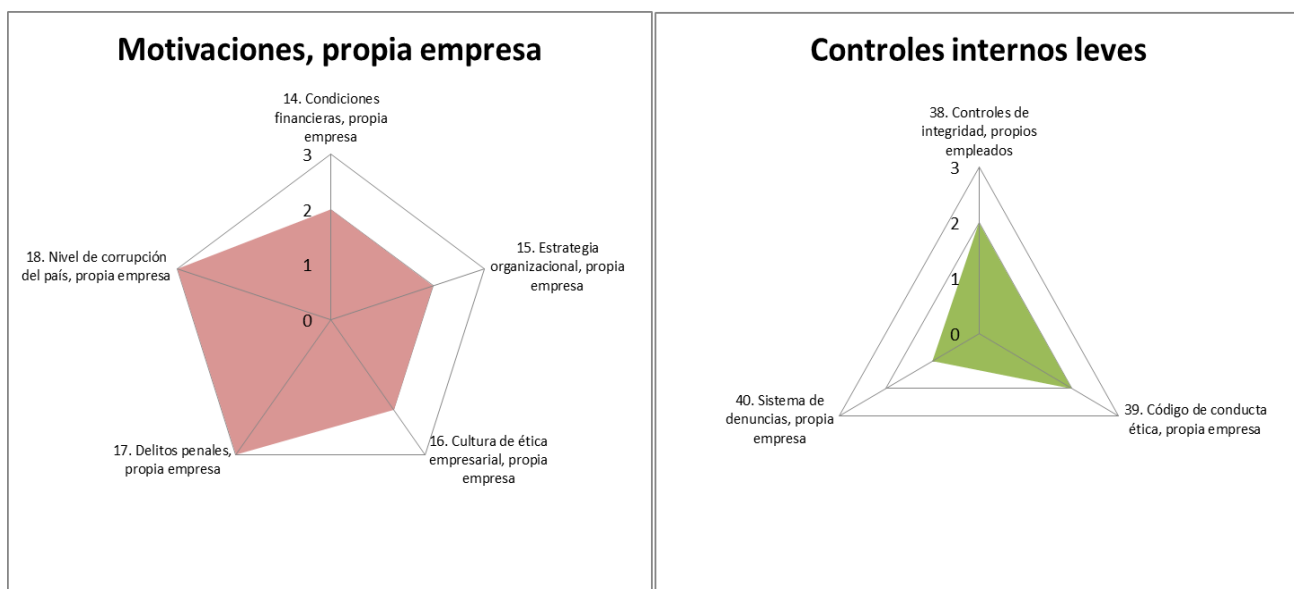 Motivaciones, propia empresa
14. Condiciones
financieras, propia
empresa
3
2
1
0
15. Estrategia
organizacional, propia
empresa
16. Cultura de ética
empresarial, propia
empresa
17. Delitos penales,
propia empresa
18. Nivel de corrupción
del país, propia empresa
Controles internos leves
38. Controles de
integridad, propios
empleados
3
2
1
0
39. Código de conducta
ética, propia empresa
40. Sistema de
denuncias, propia
empresa